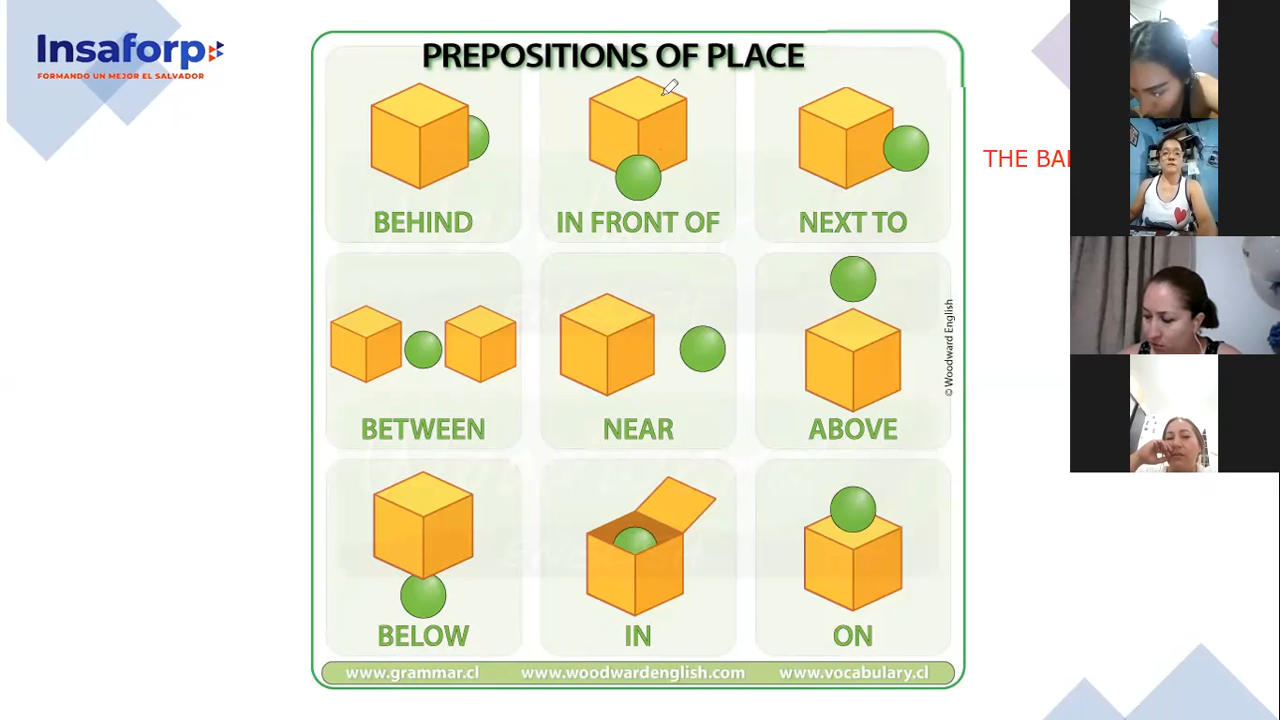 Insaforp
FORMANDO UN MEJOR EL SALVADOR
PREPOSITIONS OF PLACE
BEHIND
IN FRONT OF
NEXT TO
THE
BETWEEN
NEAR
ABOVE
© Woodward English
BELOW
IN
ON
www.grammar.cl
www.woodwardenglish.com
www.vocabulary.cl